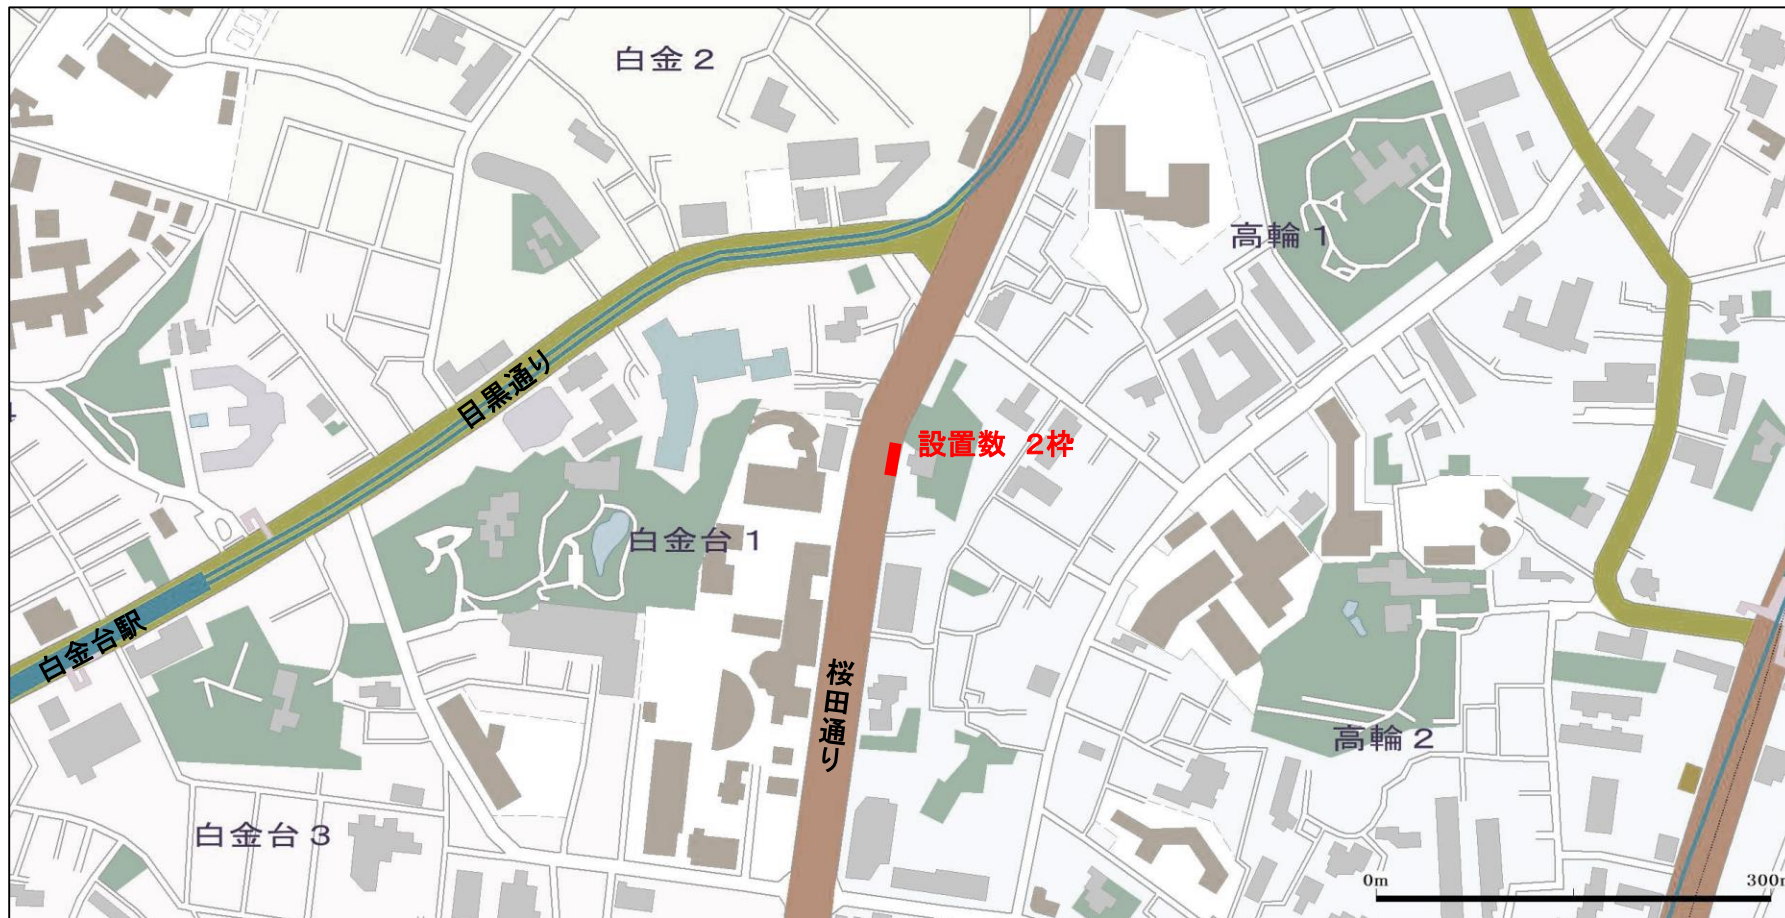 白金２
高輪１
目黒通り
設置数 2枠
白金台１
白金台駅
桜田通り
高輪２
白金台３
0m
300m